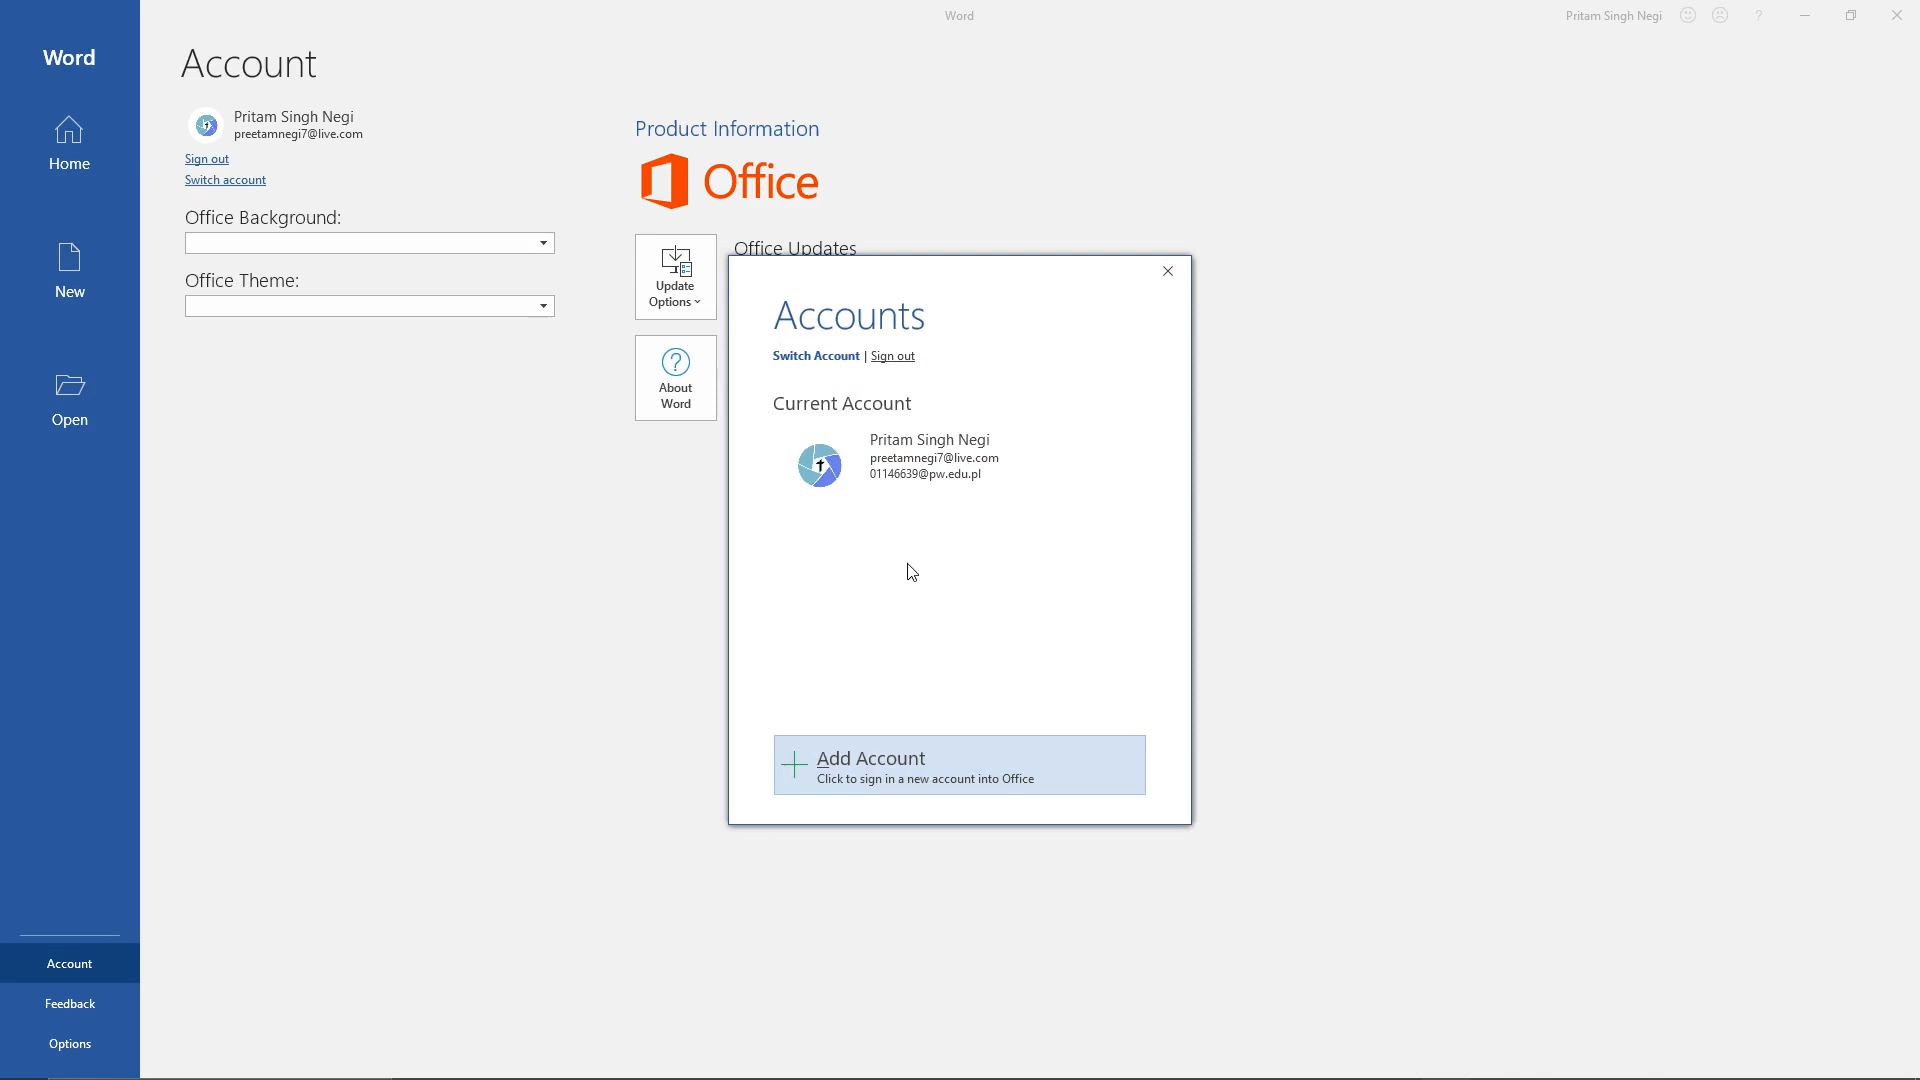 Word
Pritam Singh Negi
?
Word
Home
New
Open
Account
Feedback
Options
Account
Pritam Singh Negi
preetamnegi7@live.com
Sign out
Switch account
Office Background:
Office Theme:
Product Information
Office
Update
Options
Office Updates
?
About
Word
Accounts
Switch Account | Sign out
Current Account
Pritam Singh Negi
preetamnegi7@live.com
01146639@pw.edu.pl
Add Account
Click to sign in a new account into Office